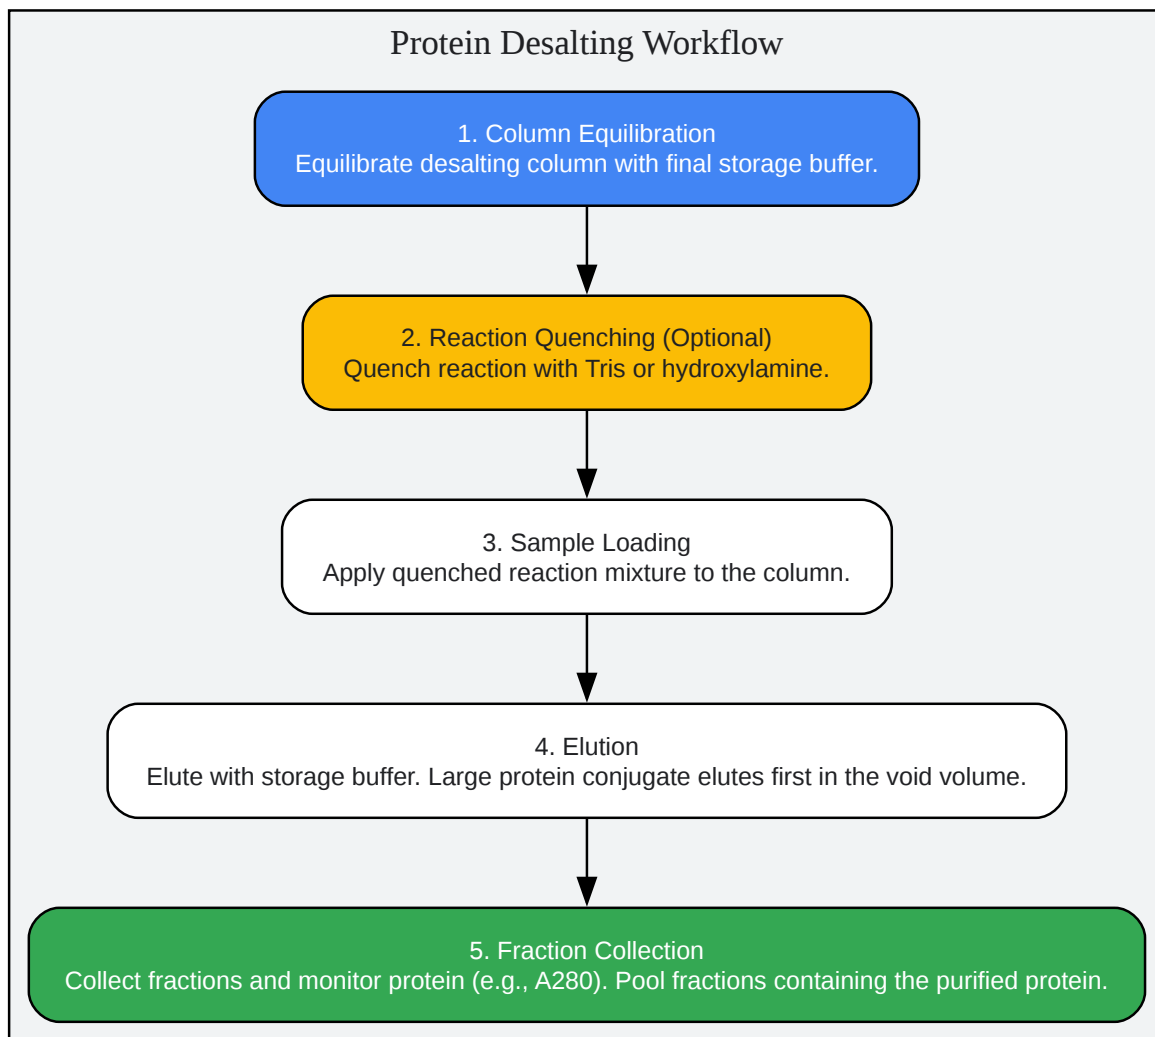 Protein Desalting Workflow
1. Column Equilibration
Equilibrate desalting column with final storage buffer.
2. Reaction Quenching (Optional)
Quench reaction with Tris or hydroxylamine.
3. Sample Loading
Apply quenched reaction mixture to the column.
4. Elution
Elute with storage buffer. Large protein conjugate elutes first in the void volume.
5. Fraction Collection
Collect fractions and monitor protein (e.g., A280). Pool fractions containing the purified protein.